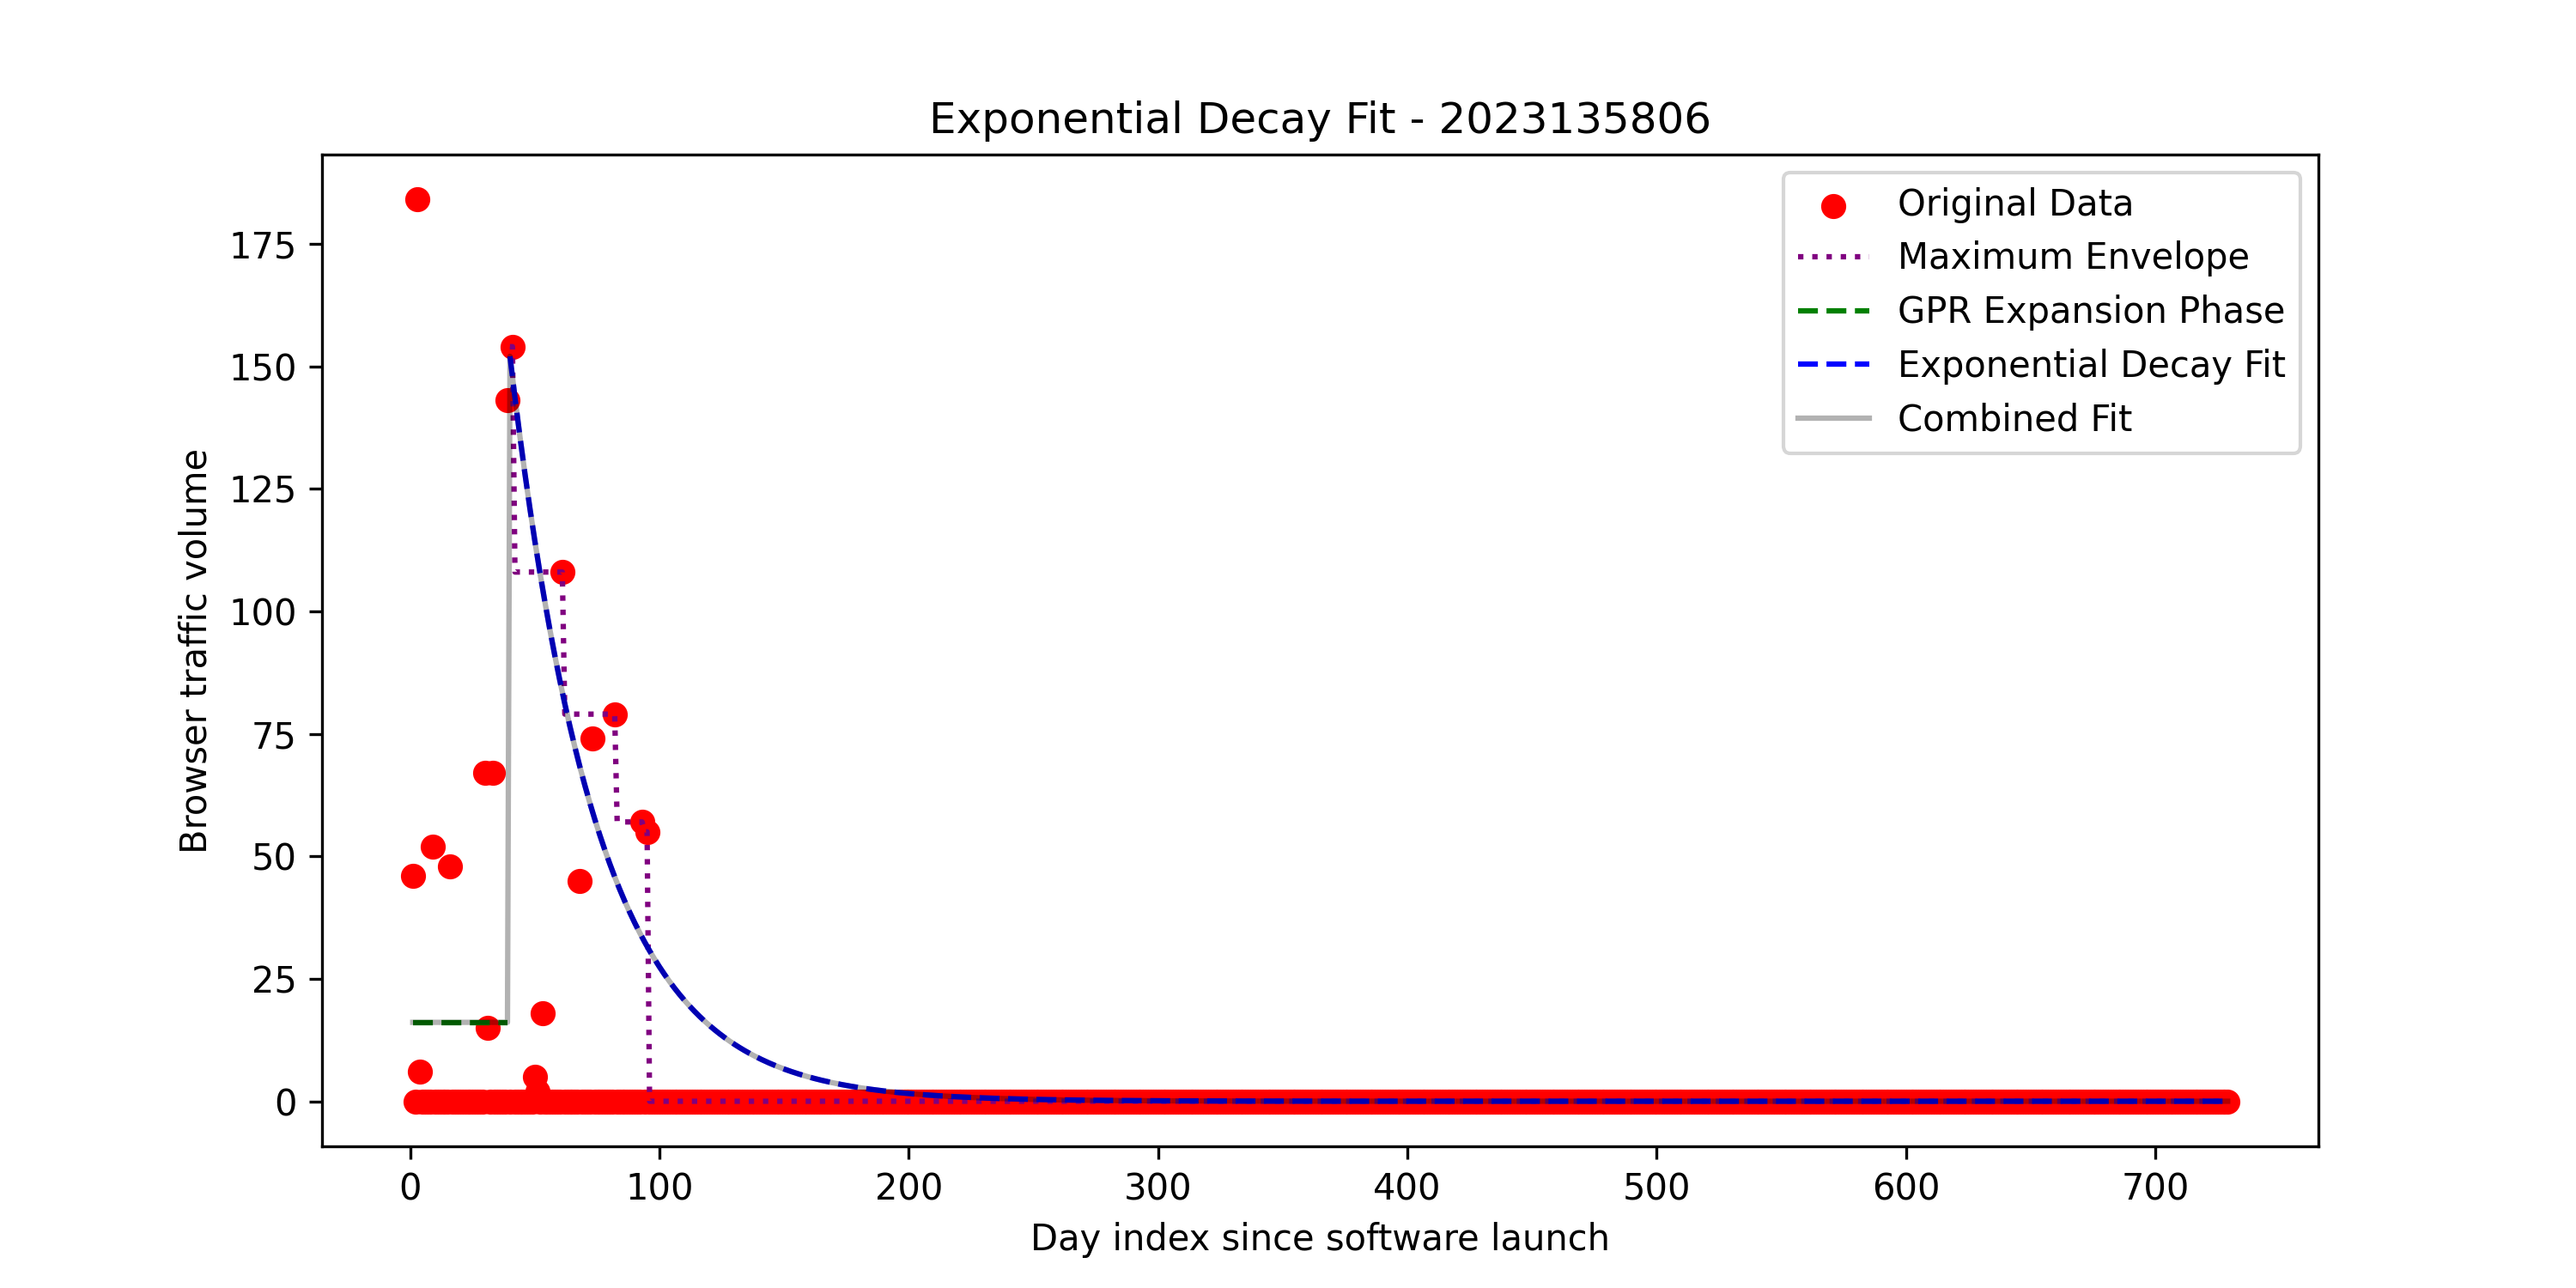 Exponential Decay Fit - 2023135806
Original Data
Maximum Envelope
GPR Expansion Phase
Exponential Decay Fit
Combined Fit
Browser traffic volume
175
150
125
100
75
50
25
0
0 100 200 300 400 500 600 700
Day index since software launch